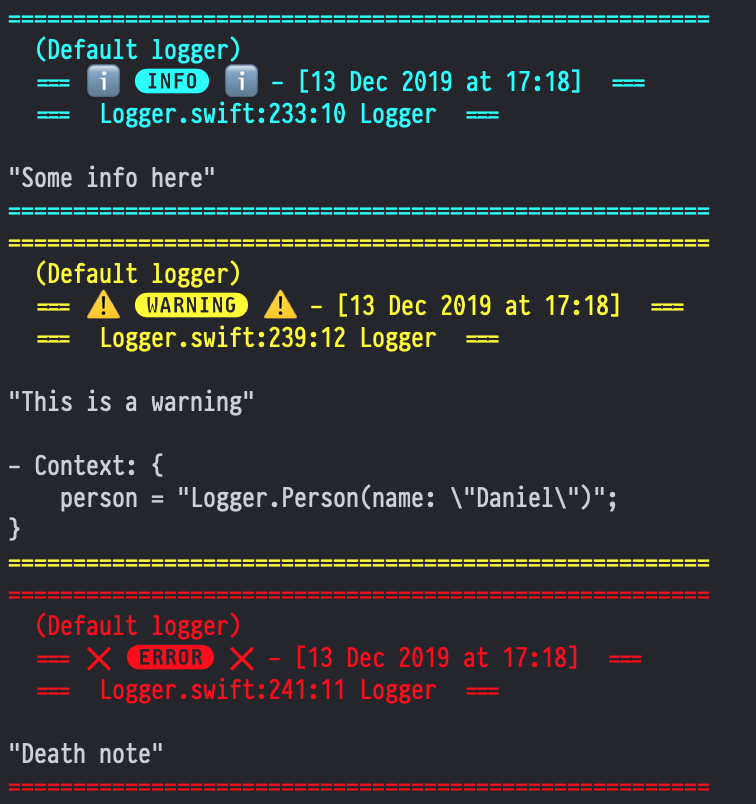 ======================================================
(Default logger)
=== ℹ️ INFO ℹ️ – [13 Dec 2019 at 17:18] ===
=== Logger.swift:233:10 Logger ===
"Some info here"
======================================================
======================================================
(Default logger)
=== ⚠️ WARNING ⚠️ – [13 Dec 2019 at 17:18] ===
=== Logger.swift:239:12 Logger ===
"This is a warning"
– Context: {
    person = "Logger.Person(name: \"Daniel\")";
}
======================================================
======================================================
(Default logger)
=== ❌ ERROR ❌ – [13 Dec 2019 at 17:18] ===
=== Logger.swift:241:11 Logger ===
"Death note"
======================================================